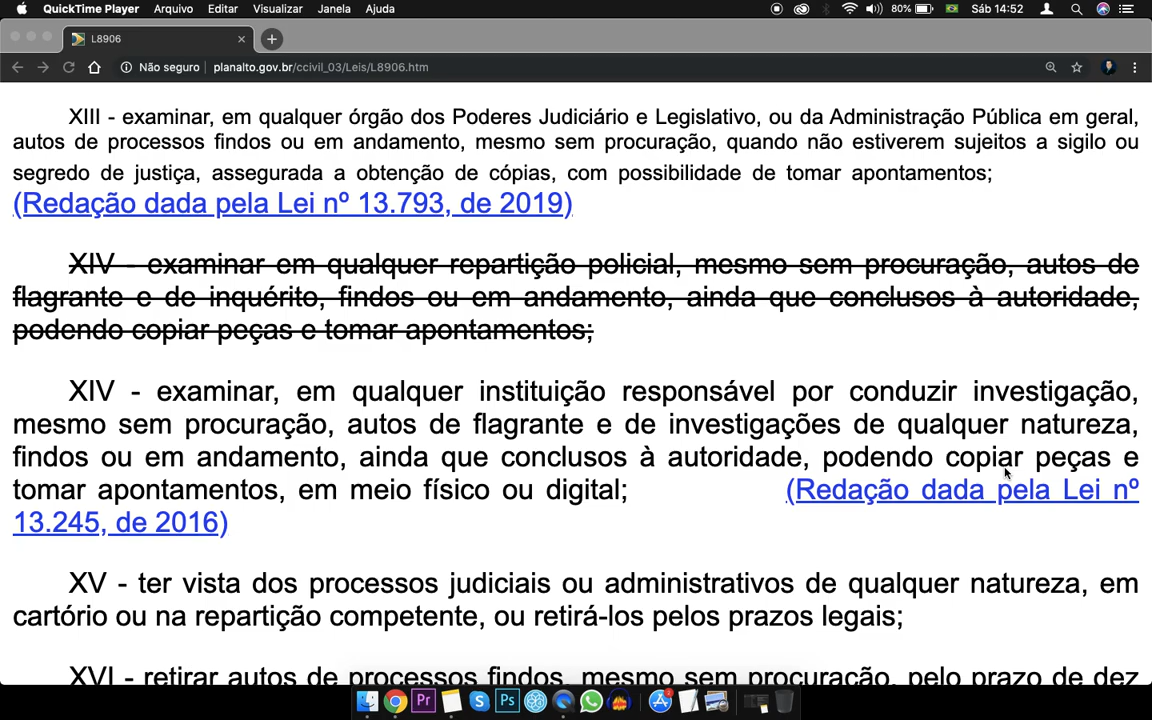 QuickTime Player Arquivo Editar Visualizar Janela Ajuda 80% Sáb 14:52
L8906
Não seguro planalto.gov.br/ccivil_03/Leis/L8906.htm
XIII - examinar, em qualquer órgão dos Poderes Judiciário e Legislativo, ou da Administração Pública em geral,
autos de processos findos ou em andamento, mesmo sem procuração, quando não estiverem sujeitos a sigilo ou
segredo de justiça, assegurada a obtenção de cópias, com possibilidade de tomar apontamentos;
(Redação dada pela Lei nº 13.793, de 2019)
XIV - examinar em qualquer repartição policial, mesmo sem procuração, autos de
flagrante e de inquérito, findos ou em andamento, ainda que conclusos à autoridade,
podendo copiar peças e tomar apontamentos;
XIV - examinar, em qualquer instituição responsável por conduzir investigação,
mesmo sem procuração, autos de flagrante e de investigações de qualquer natureza,
findos ou em andamento, ainda que conclusos à autoridade, podendo copiar peças e
tomar apontamentos, em meio físico ou digital; (Redação dada pela Lei nº
13.245, de 2016)
XV - ter vista dos processos judiciais ou administrativos de qualquer natureza, em
cartório ou na repartição competente, ou retirá-los pelos prazos legais;
XVI - retirar autos de processos findos, mesmo sem procuração, pelo prazo de dez
Pr Ps